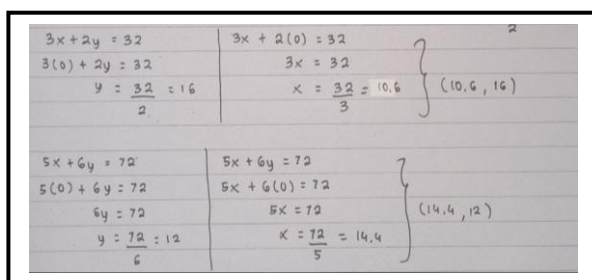 2
3x + 2y = 32
3(0) + 2y = 32
y = 32/2 = 16
3x + 2(0) = 32
3x = 32
x = 32/3 = 10,6
(10,6, 16)
5x + 6y = 72
5(0) + 6y = 72
6y = 72
y = 72/6 = 12
5x + 6y = 72
5x + 6(0) = 72
5x = 72
x = 72/5 = 14,4
(14,4, 12)